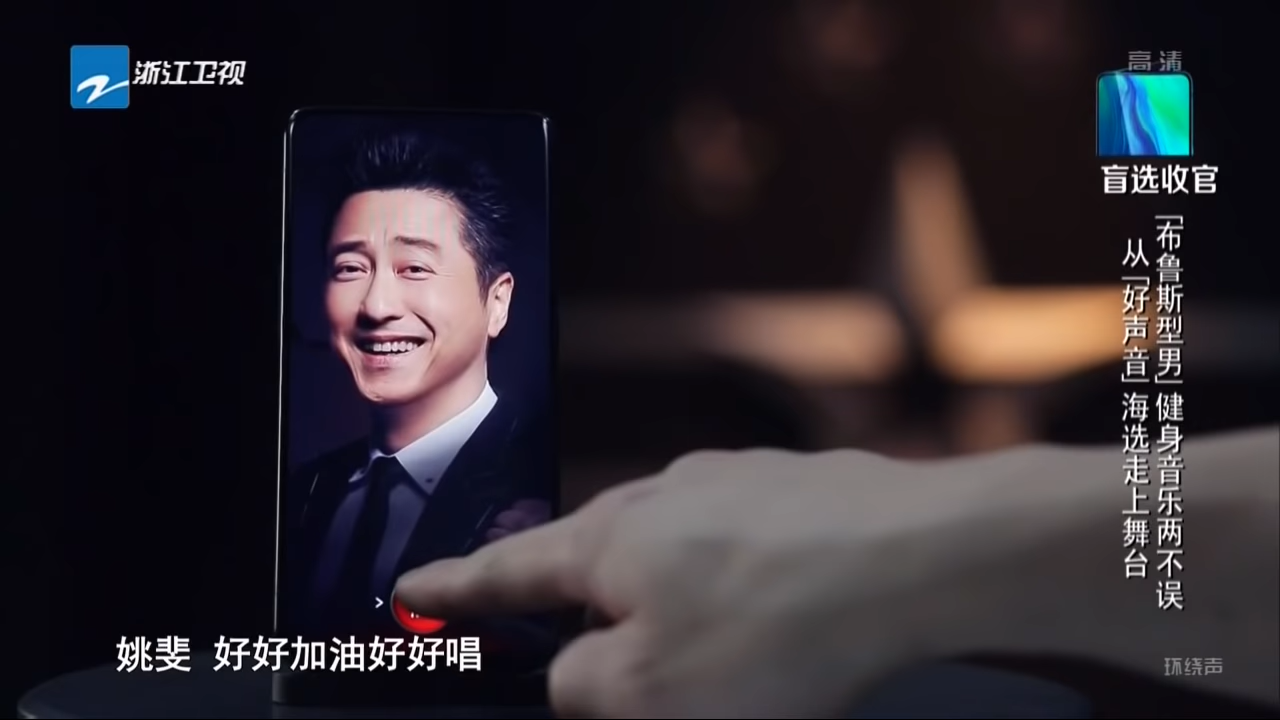 浙江卫视
高清
盲选收官
「布鲁斯型男」健身音乐两不误
从「好声音」海选走上舞台
姚斐 好好加油好好唱
环绕声